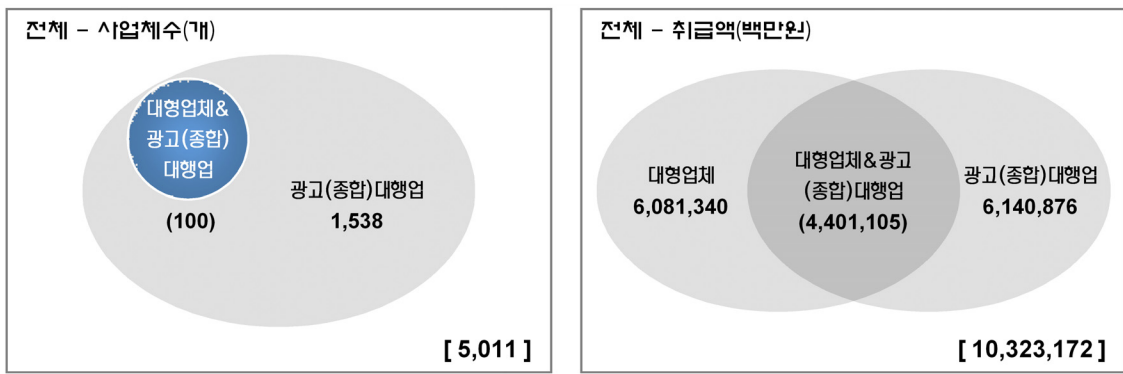 전체 - 사업체수(개)
대형업체&
광고(종합)
대행업
(100)
광고(종합)대행업
1,538
[ 5,011 ]
전체 - 취급액(백만원)
대형업체
6,081,340
대형업체&광고
(종합)대행업
(4,401,105)
광고(종합)대행업
6,140,876
[ 10,323,172 ]